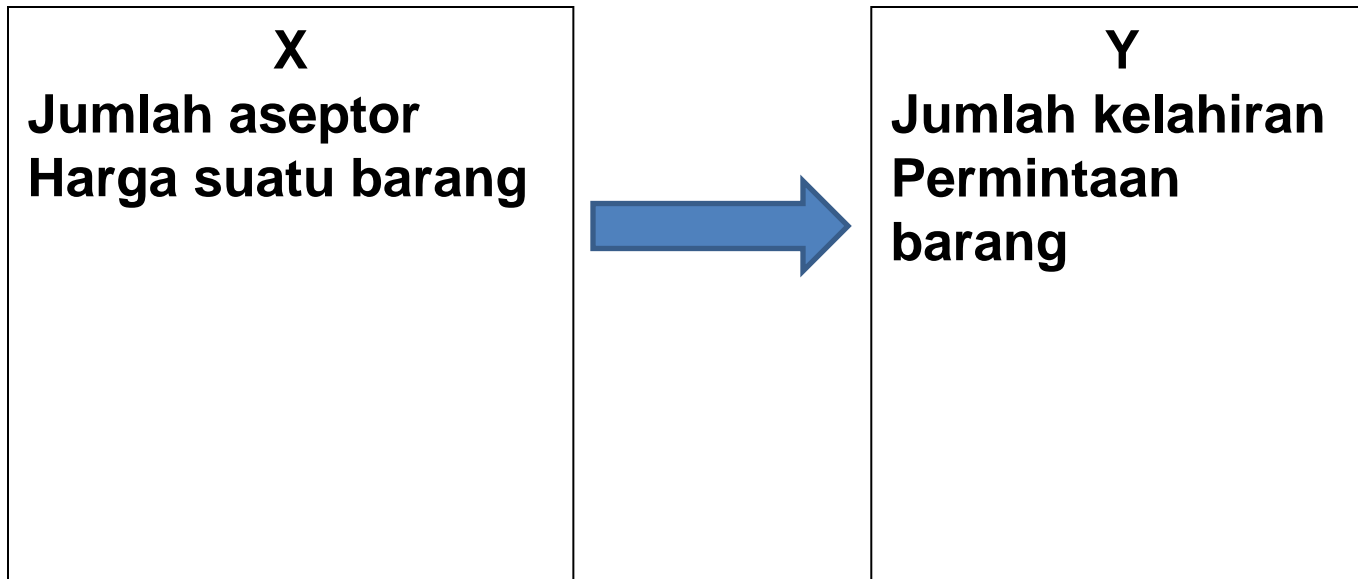 X
Jumlah aseptor
Harga suatu barang
Y
Jumlah kelahiran
Permintaan
barang